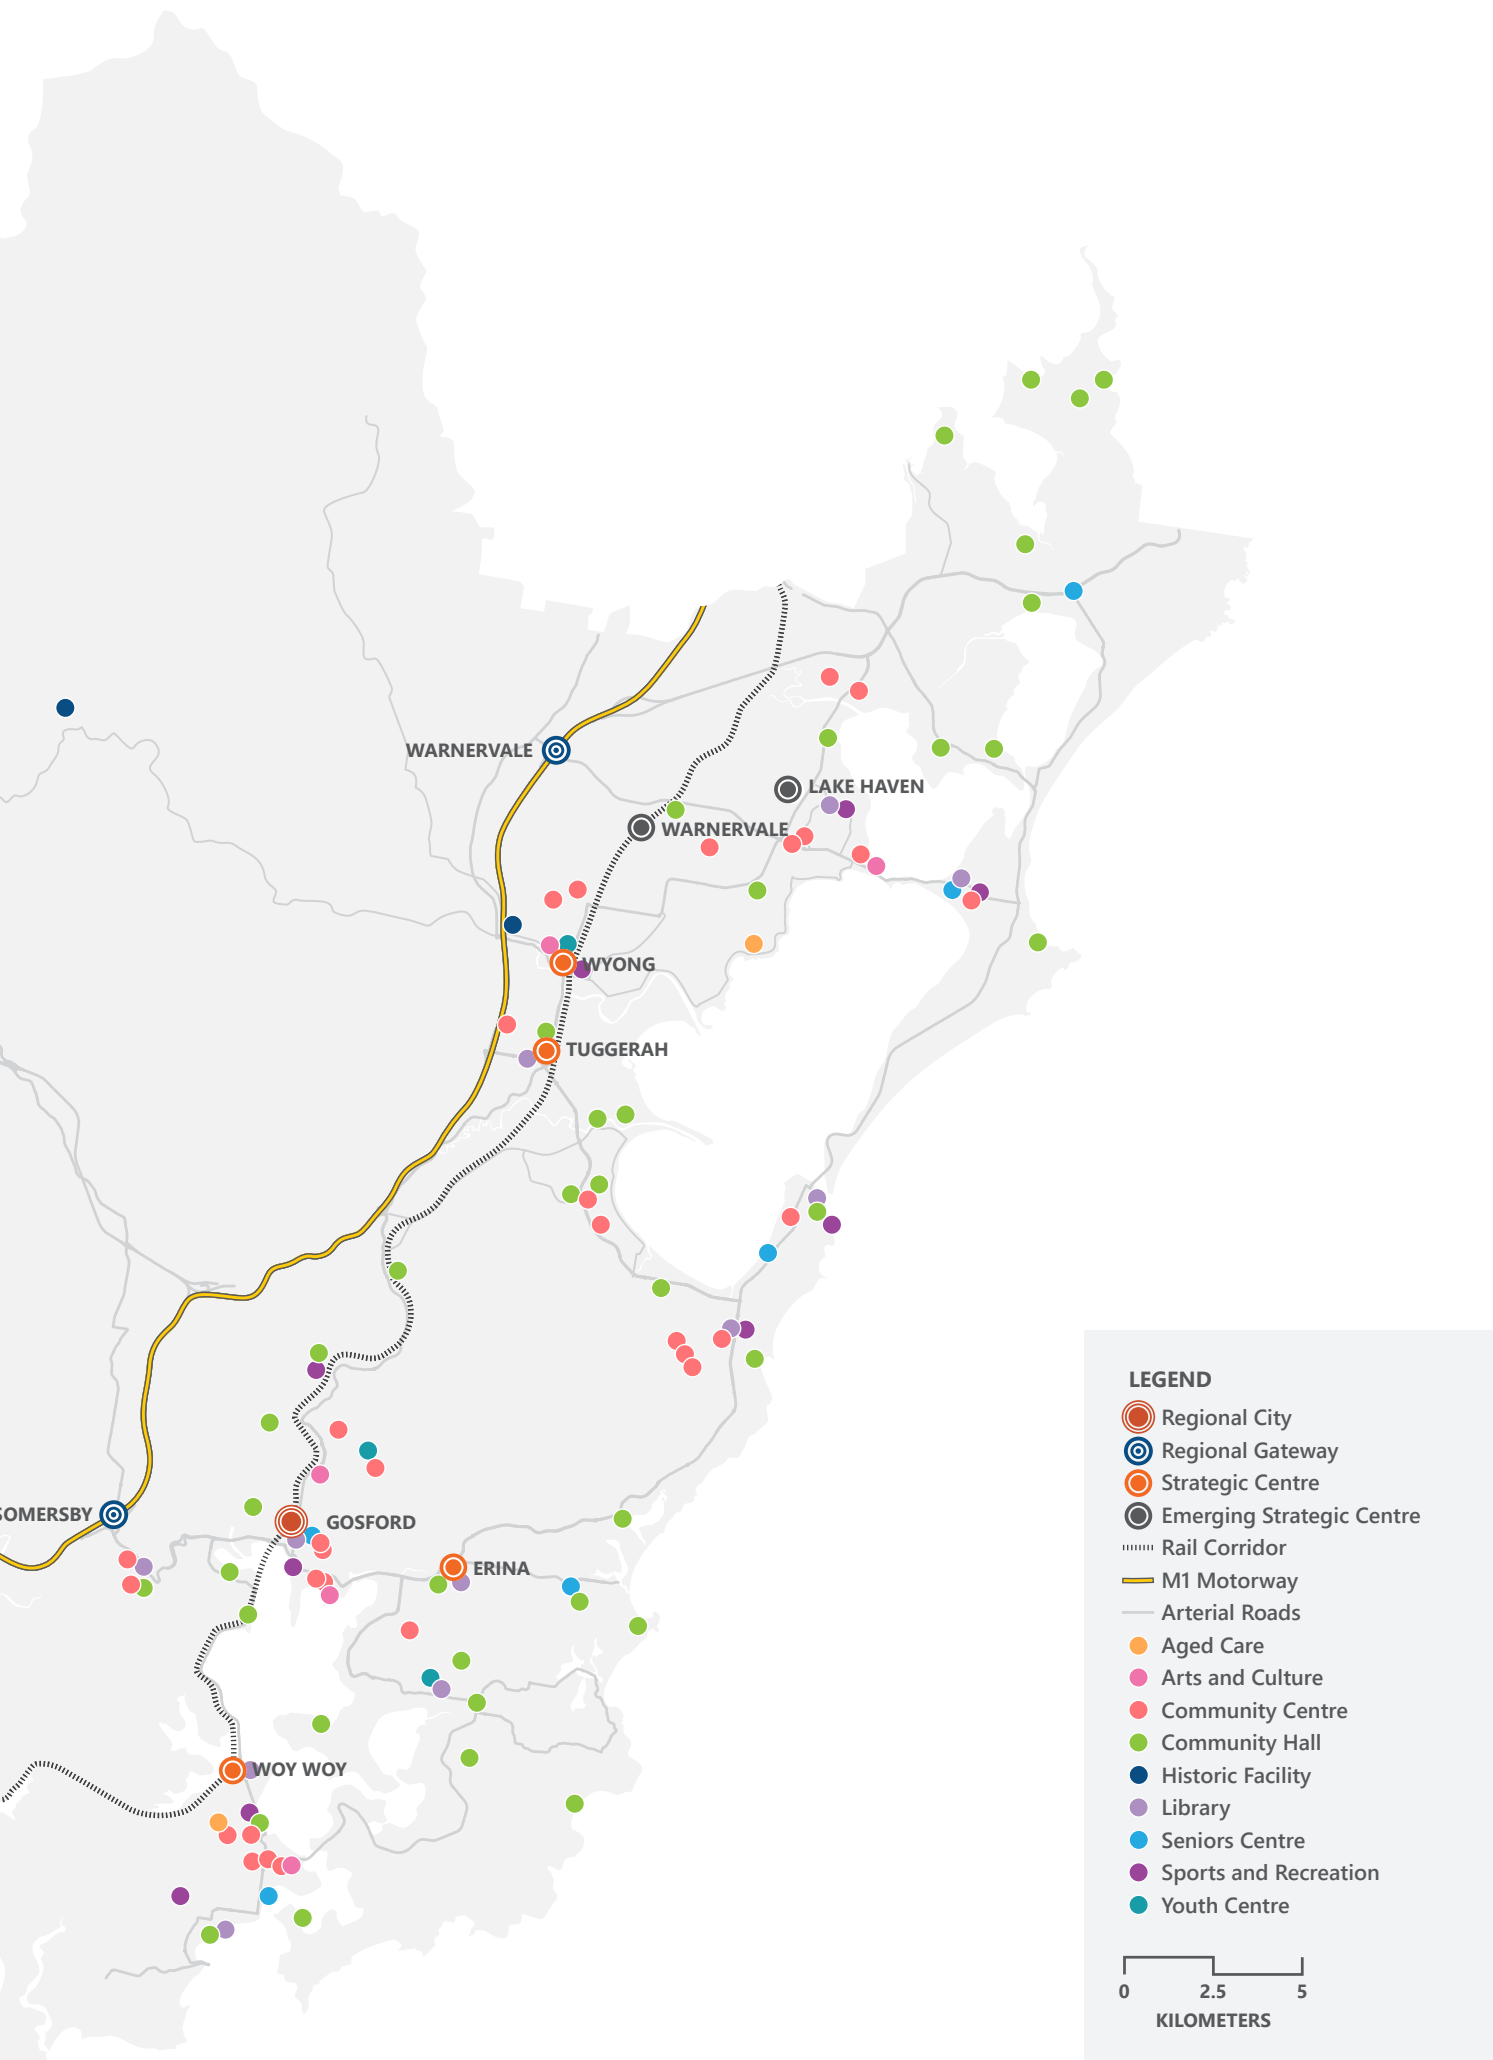 WARNERVALE
LAKE HAVEN
WARNERVALE
WYONG
TUGGERAH
SOMERSBY
GOSFORD
ERINA
WOY WOY
LEGEND
Regional City
Regional Gateway
Strategic Centre
Emerging Strategic Centre
Rail Corridor
M1 Motorway
Arterial Roads
Aged Care
Arts and Culture
Community Centre
Community Hall
Historic Facility
Library
Seniors Centre
Sports and Recreation
Youth Centre
0 2.5 5
KILOMETERS